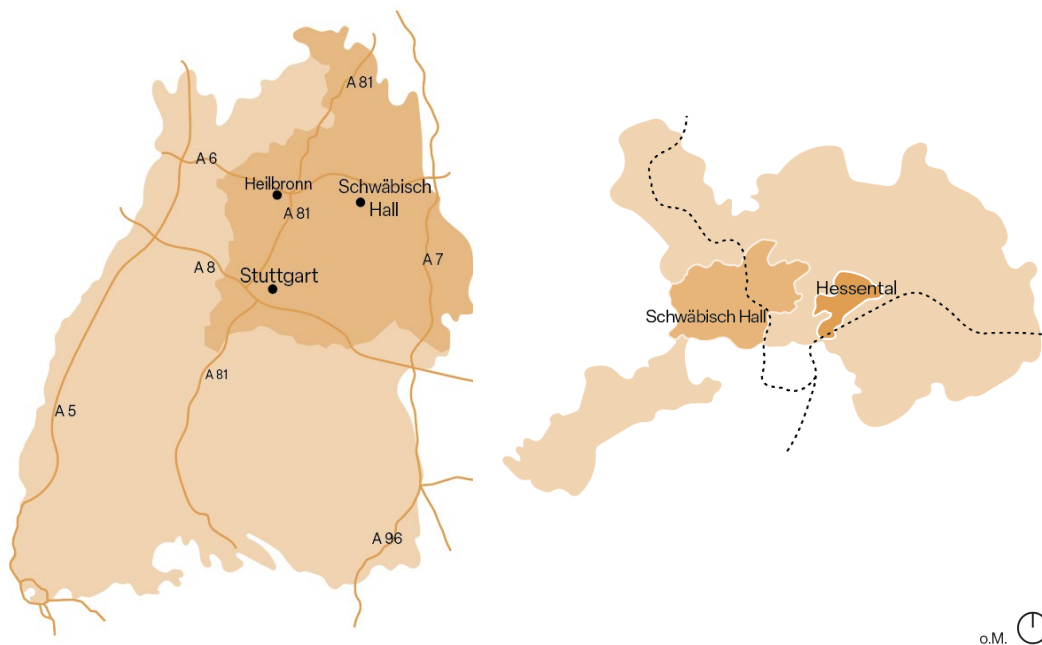 A 81
A 6
Heilbronn
Schwäbisch
Hall
A 81
A 8
Stuttgart
A 7
A 81
A 5
A 96
Hessental
Schwäbisch Hall
o.M.